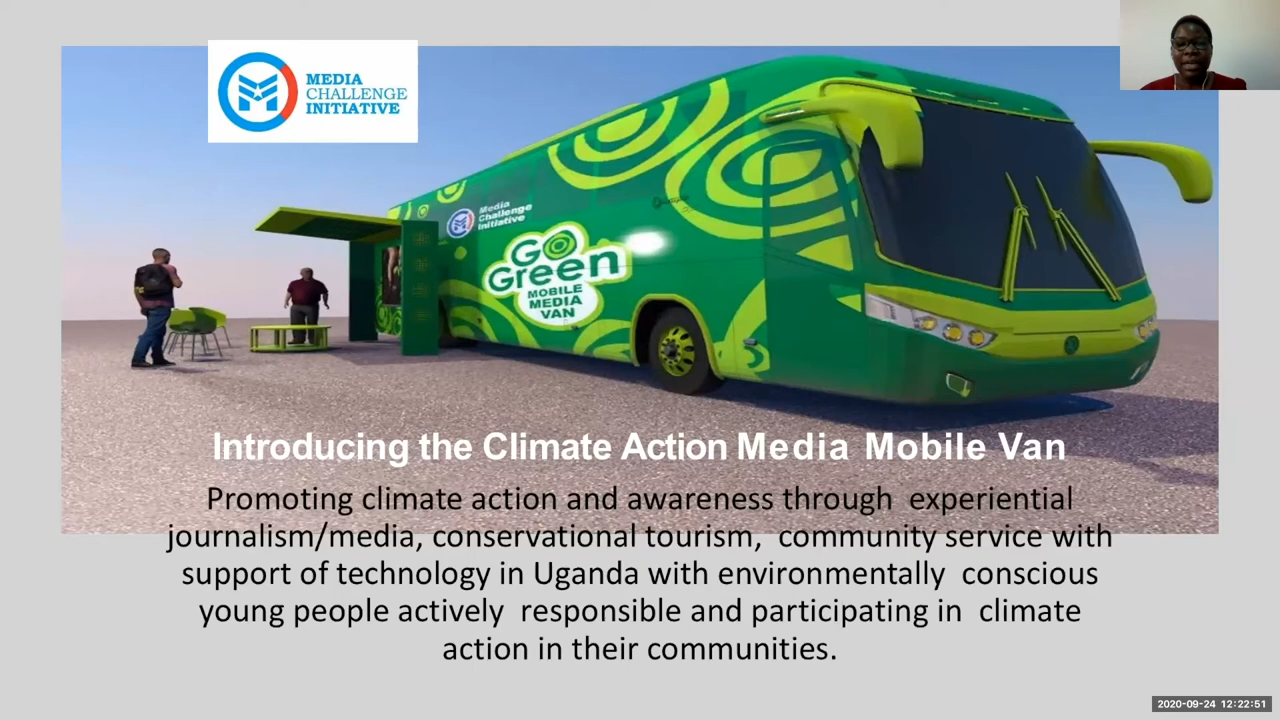 MEDIA
CHALLENGE
INITIATIVE
Media
Challenge
Initiative
GO
Green
MOBILE
MEDIA
VAN
Introducing the Climate Action Media Mobile Van
Promoting climate action and awareness through experiential
journalism/media, conservational tourism, community service with
support of technology in Uganda with environmentally conscious
young people actively responsible and participating in climate
action in their communities.
2020-09-24 12:22:51